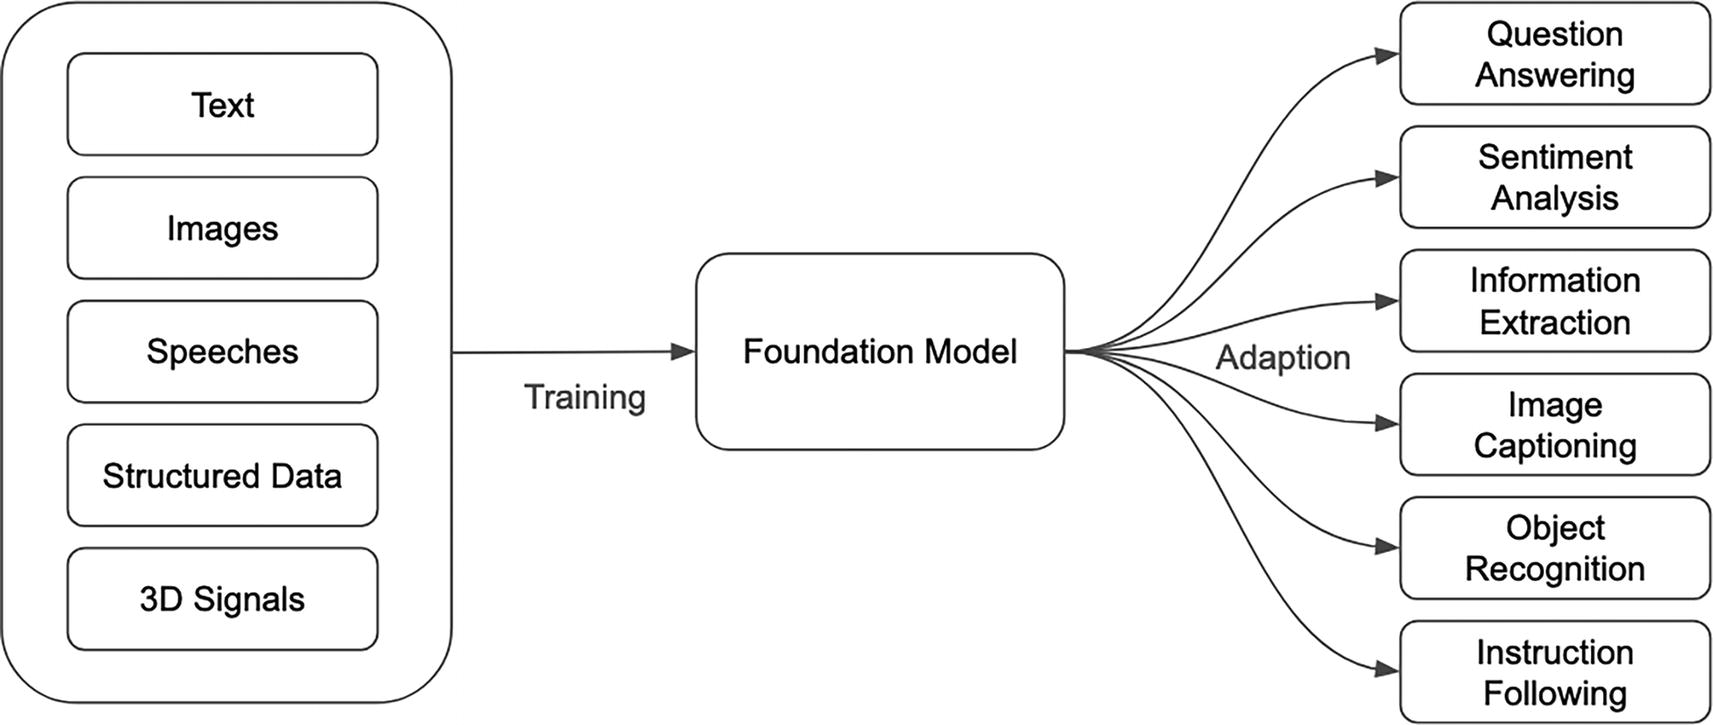 Text
Images
Speeches
Structured Data
3D Signals
Training
Foundation Model
Adaption
Question
Answering
Sentiment
Analysis
Information
Extraction
Image
Captioning
Object
Recognition
Instruction
Following